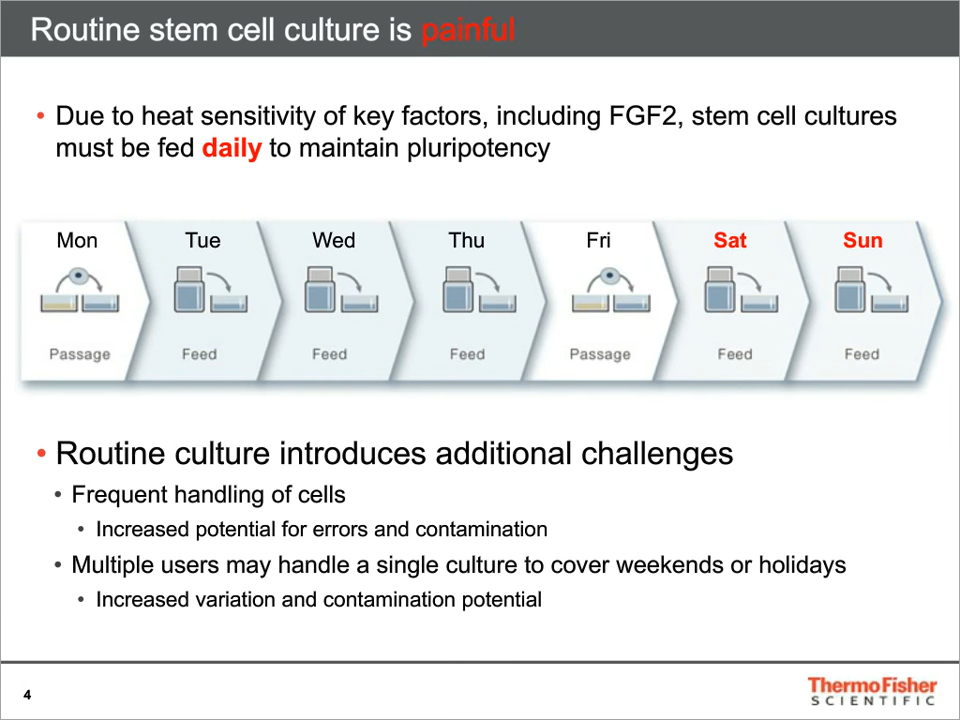 Routine stem cell culture is painful
• Due to heat sensitivity of key factors, including FGF2, stem cell cultures
must be fed daily to maintain pluripotency
Mon Tue Wed Thu Fri Sat Sun
Passage Feed Feed Feed Passage Feed Feed
• Routine culture introduces additional challenges
• Frequent handling of cells
• Increased potential for errors and contamination
• Multiple users may handle a single culture to cover weekends or holidays
• Increased variation and contamination potential
4
ThermoFisher
SCIENTIFIC